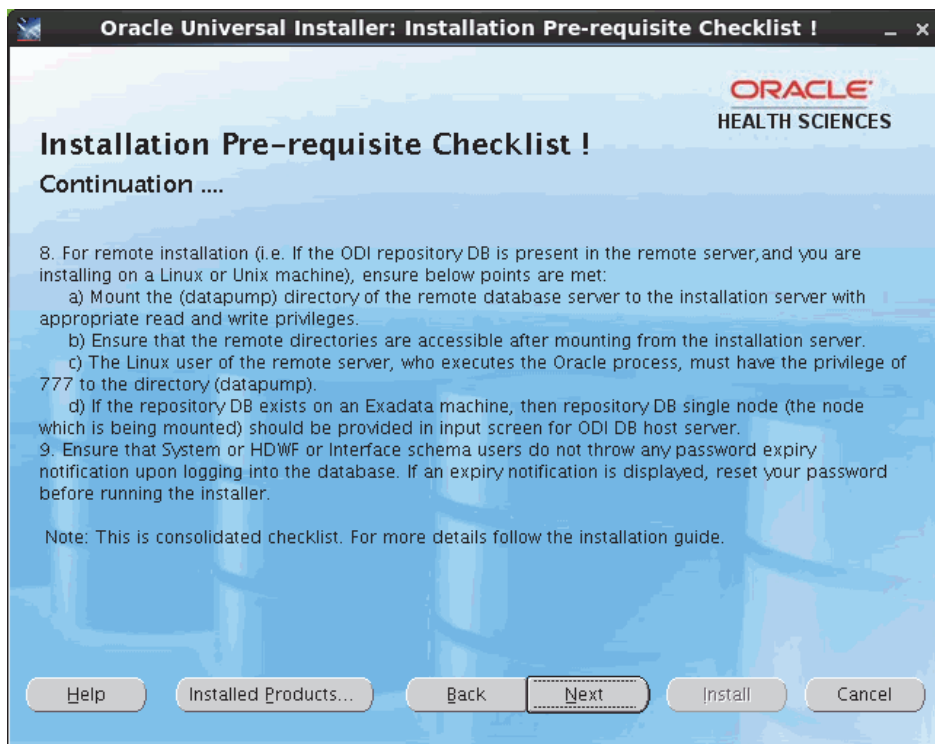 Oracle Universal Installer: Installation Pre-requisite Checklist !
ORACLE
HEALTH SCIENCES
Installation Pre-requisite Checklist !
Continuation ....
8. For remote installation (i.e. If the ODI repository DB is present in the remote server,and you are
installing on a Linux or Unix machine), ensure below points are met:
a) Mount the (datapump) directory of the remote database server to the installation server with
appropriate read and write privileges.
b) Ensure that the remote directories are accessible after mounting from the installation server.
c) The Linux user of the remote server, who executes the Oracle process, must have the privilege of
777 to the directory (datapump).
d) If the repository DB exists on an Exadata machine, then repository DB single node (the node
which is being mounted) should be provided in input screen for ODI DB host server.
9. Ensure that System or HDWF or Interface schema users do not throw any password expiry
notification upon logging into the database. If an expiry notification is displayed, reset your password
before running the installer.
Note: This is consolidated checklist. For more details follow the installation guide.
Help Installed Products... Back Next Install Cancel